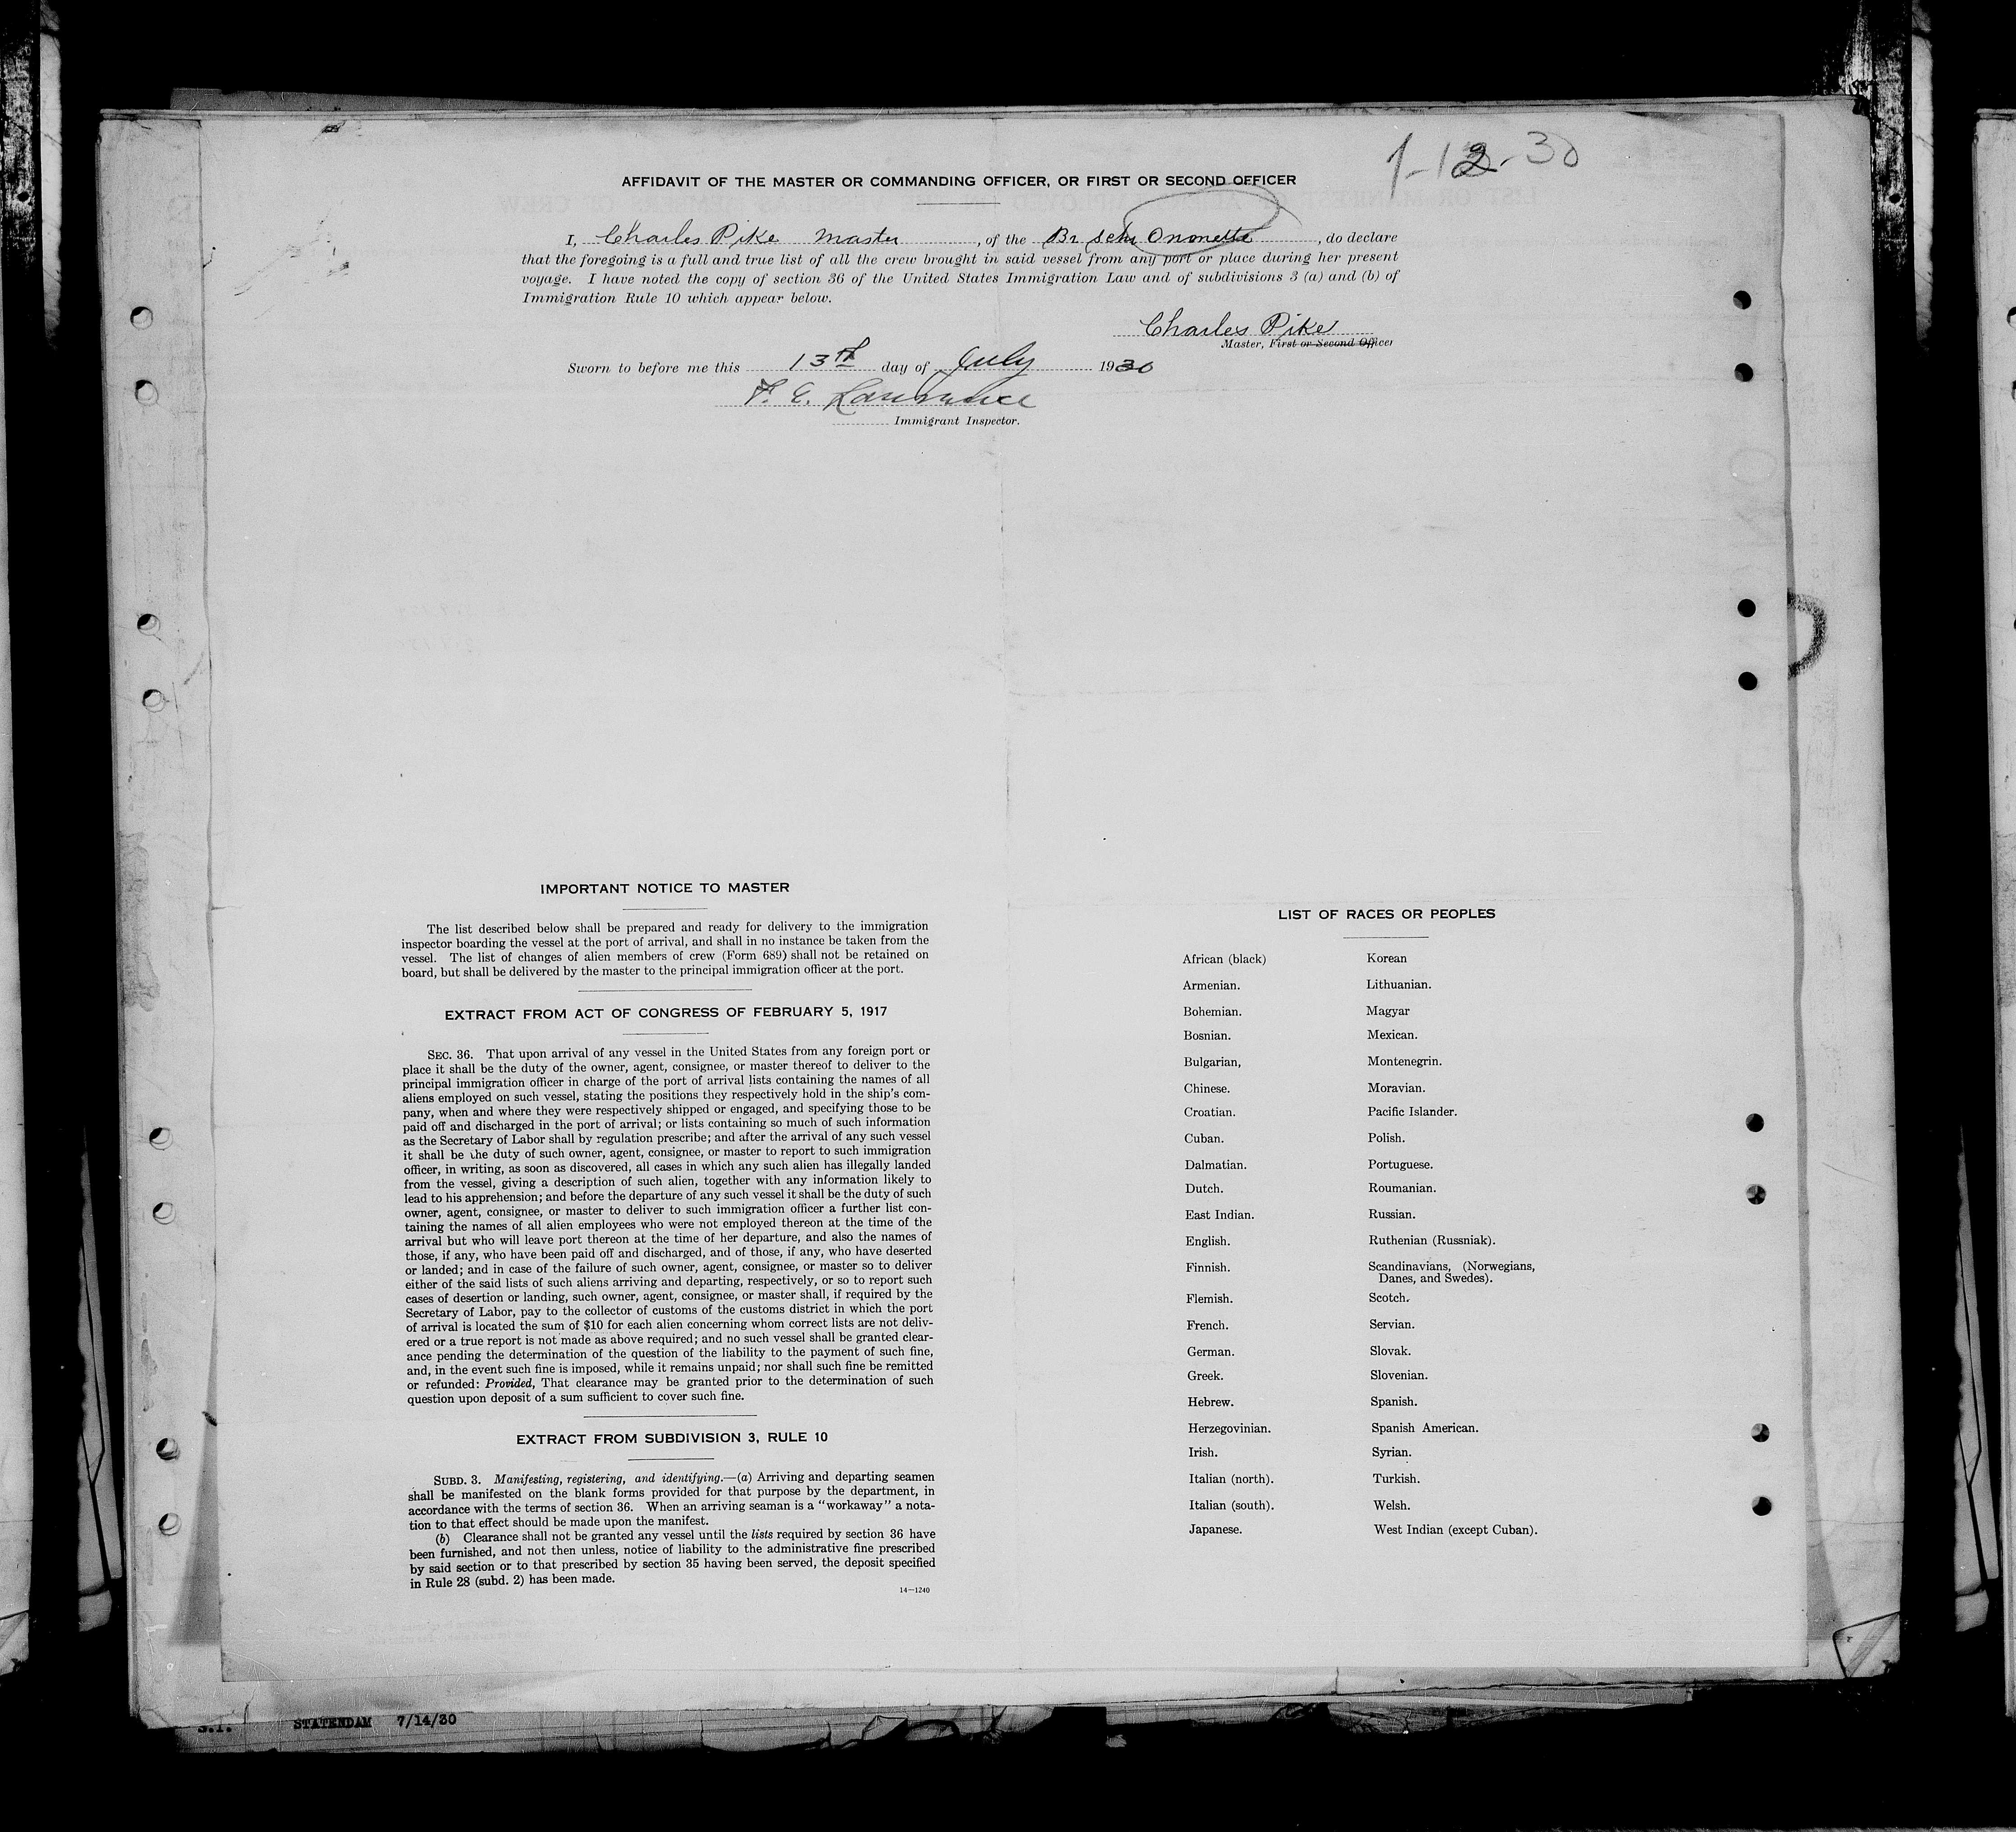 AFFIDAVIT OF THE MASTER OR COMMANDING OFFICER, OR FIRST OR SECOND OFFICER
I, Charles Pike Master, of the Br Schr Ononette, do declare
that the foregoing is a full and true list of all the crew brought in said vessel from any port or place during her present
voyage. I have noted the copy of section 36 of the United States Immigration Law and of subdivisions 3 (a) and (b) of
Immigration Rule 10 which appear below.
Charles Pike
Master, First or Second Officer
Sworn to before me this 13th day of July 1930
F. E.
Immigrant Inspector.
IMPORTANT NOTICE TO MASTER
The list described below shall be prepared and ready for delivery to the immigration
inspector boarding the vessel at the port of arrival, and shall in no instance be taken from the
vessel. The list of changes of alien members of crew (Form 689) shall not be retained on
board, but shall be delivered by the master to the principal immigration officer at the port.
EXTRACT FROM ACT OF CONGRESS OF FEBRUARY 5, 1917
SEC. 36. That upon arrival of any vessel in the United States from any foreign port or
place it shall be the duty of the owner, agent, consignee, or master thereof to deliver to the
principal immigration officer in charge of the port of arrival lists containing the names of all
aliens employed on such vessel, stating the positions they respectively hold in the ship's com-
pany, when and where they were respectively shipped or engaged, and specifying those to be
paid off and discharged in the port of arrival; or lists containing so much of such information
as the Secretary of Labor shall by regulation prescribe; and after the arrival of any such vessel
it shall be the duty of such owner, agent, consignee, or master to report to such immigration
officer, in writing, as soon as discovered, all cases in which any such alien has illegally landed
from the vessel, giving a description of such alien, together with any information likely to
lead to his apprehension; and before the departure of any such vessel it shall be the duty of such
owner, agent, consignee, or master to deliver to such immigration officer a further list con-
taining the names of all alien employees who were not employed thereon at the time of the
arrival but who will leave port thereon at the time of her departure, and also the names of
those, if any, who have been paid off and discharged, and of those, if any, who have deserted
or landed; and in case of the failure of such owner, agent, consignee, or master so to deliver
either of the said lists of such aliens arriving and departing, respectively, or so to report such
cases of desertion or landing, such owner, agent, consignee, or master shall, if required by the
Secretary of Labor, pay to the collector of customs of the customs district in which the port
of arrival is located the sum of $10 for each alien concerning whom correct lists are not deliv-
ered or a true report is not made as above required; and no such vessel shall be granted clear-
ance pending the determination of the question of the liability to the payment of such fine,
and, in the event such fine is imposed, while it remains unpaid; nor shall such fine be remitted
or refunded: Provided, That clearance may be granted prior to the determination of such
question upon deposit of a sum sufficient to cover such fine.
EXTRACT FROM SUBDIVISION 3, RULE 10
SUBD. 3. Manifesting, registering, and identifying.—(a) Arriving and departing seamen
shall be manifested on the blank forms provided for that purpose by the department, in
accordance with the terms of section 36. When an arriving seaman is a "workaway" a nota-
tion to that effect should be made upon the manifest.
(b) Clearance shall not be granted any vessel until the lists required by section 36 have
been furnished, and not then unless, notice of liability to the administrative fine prescribed
by said section or to that prescribed by section 35 having been served, the deposit specified
in Rule 28 (subd. 2) has been made.
14—1240
LIST OF RACES OR PEOPLES
African (black) Korean
Armenian. Lithuanian.
Bohemian. Magyar
Bosnian. Mexican.
Bulgarian, Montenegrin.
Chinese. Moravian.
Croatian. Pacific Islander.
Cuban. Polish.
Dalmatian. Portuguese.
Dutch. Roumanian.
East Indian. Russian.
English. Ruthenian (Russniak).
Finnish. Scandinavians, (Norwegians,
Danes, and Swedes).
Flemish. Scotch.
French. Servian.
German. Slovak.
Greek. Slovenian.
Hebrew. Spanish.
Herzegovinian. Spanish American.
Irish. Syrian.
Italian (north). Turkish.
Italian (south). Welsh.
Japanese. West Indian (except Cuban).
STATENDAM 7/14/30